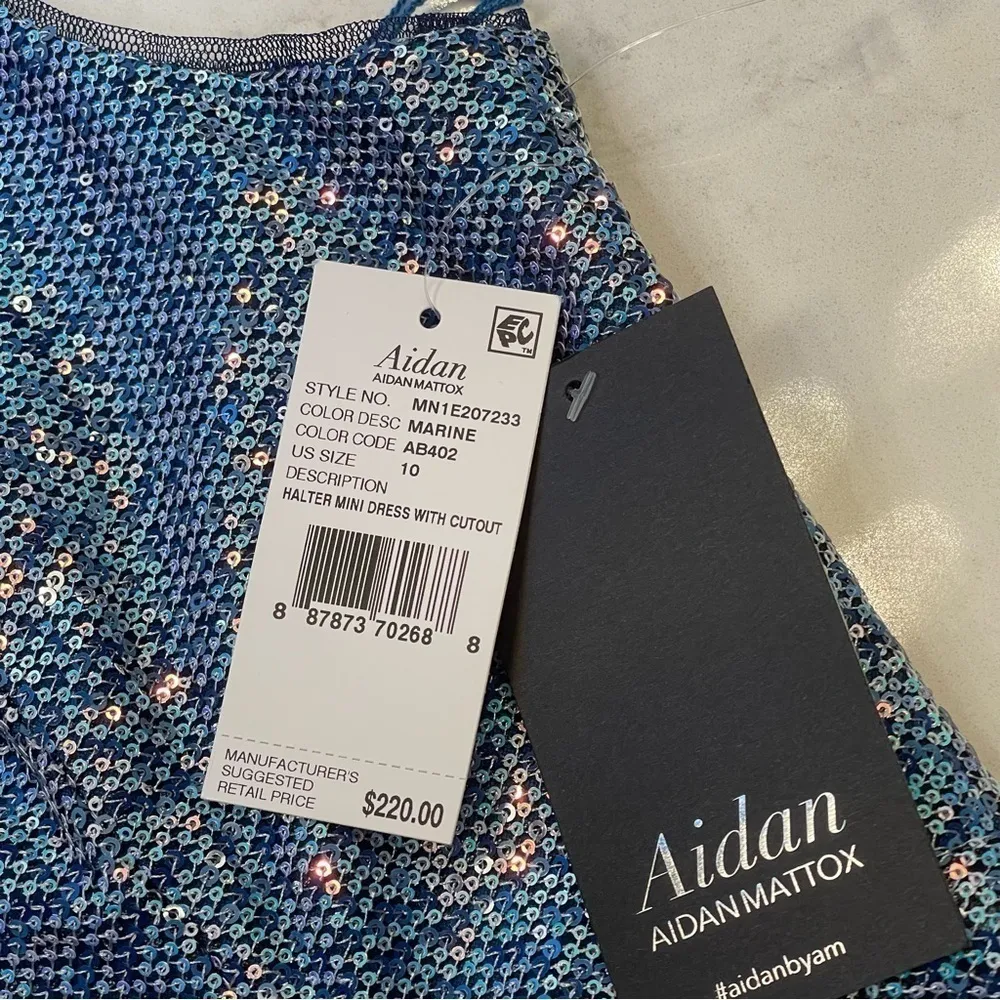 EPC
TM
Aidan
AIDAN MATTOX
STYLE NO. MN1E207233
COLOR DESC MARINE
COLOR CODE AB402
US SIZE 10
DESCRIPTION
HALTER MINI DRESS WITH CUTOUT
8 87873 70268 8
MANUFACTURER'S
SUGGESTED
RETAIL PRICE $220.00
Aidan
AIDAN MATTOX
#aidanbyam